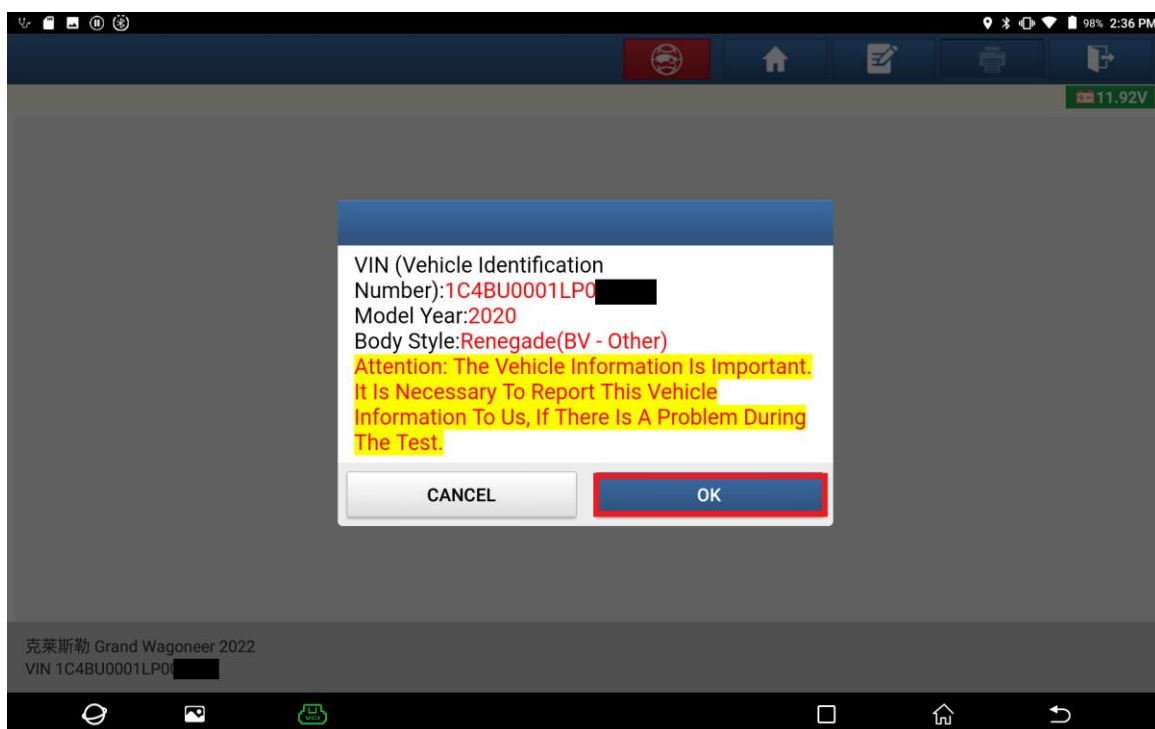 98% 2:36 PM
11.92V
VIN (Vehicle Identification
Number):1C4BU0001LP0
Model Year:2020
Body Style:Renegade(BV - Other)
Attention: The Vehicle Information Is Important.
It Is Necessary To Report This Vehicle
Information To Us, If There Is A Problem During
The Test.
CANCEL
OK
克莱斯勒 Grand Wagoneer 2022
VIN 1C4BU0001LP0
VCI